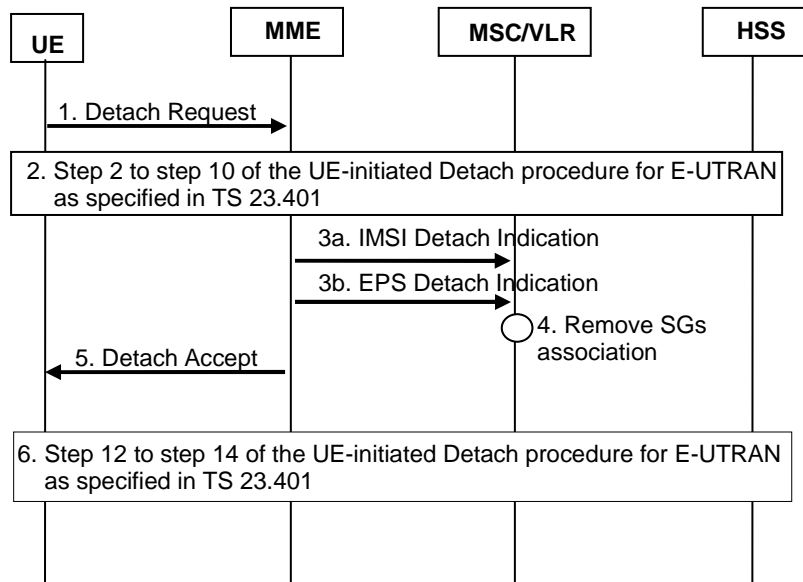 UE
MME
MSC/VLR
HSS
1. Detach Request
2. Step 2 to step 10 of the UE-initiated Detach procedure for E-UTRAN
as specified in TS 23.401
3a. IMSI Detach Indication
3b. EPS Detach Indication
4. Remove SGs
association
5. Detach Accept
6. Step 12 to step 14 of the UE-initiated Detach procedure for E-UTRAN
as specified in TS 23.401